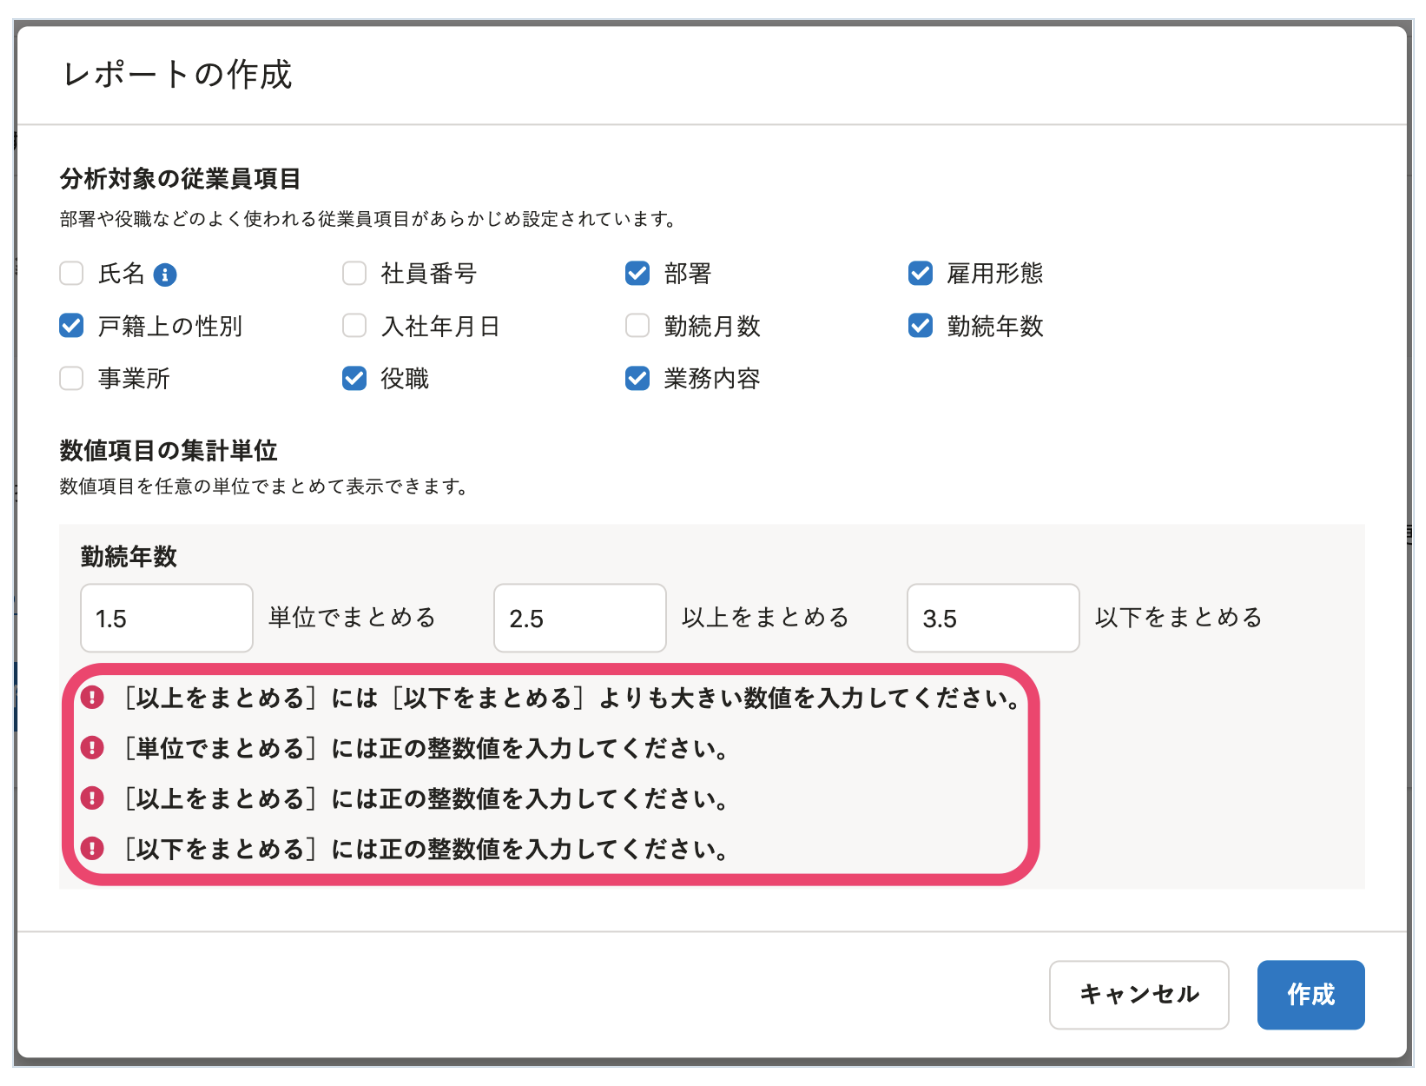 レポートの作成
分析対象の従業員項目
部署や役職などのよく使われる従業員項目があらかじめ設定されています。
氏名 社員番号 部署 雇用形態
戸籍上の性別 入社年月日 勤続月数 勤続年数
事業所 役職 業務内容
数値項目の集計単位
数値項目を任意の単位でまとめて表示できます。
勤続年数
1.5 単位でまとめる 2.5 以上をまとめる 3.5 以下をまとめる
［以上をまとめる］には［以下をまとめる］よりも大きい数値を入力してください。
［単位でまとめる］には正の整数値を入力してください。
［以上をまとめる］には正の整数値を入力してください。
［以下をまとめる］には正の整数値を入力してください。
キャンセル 作成